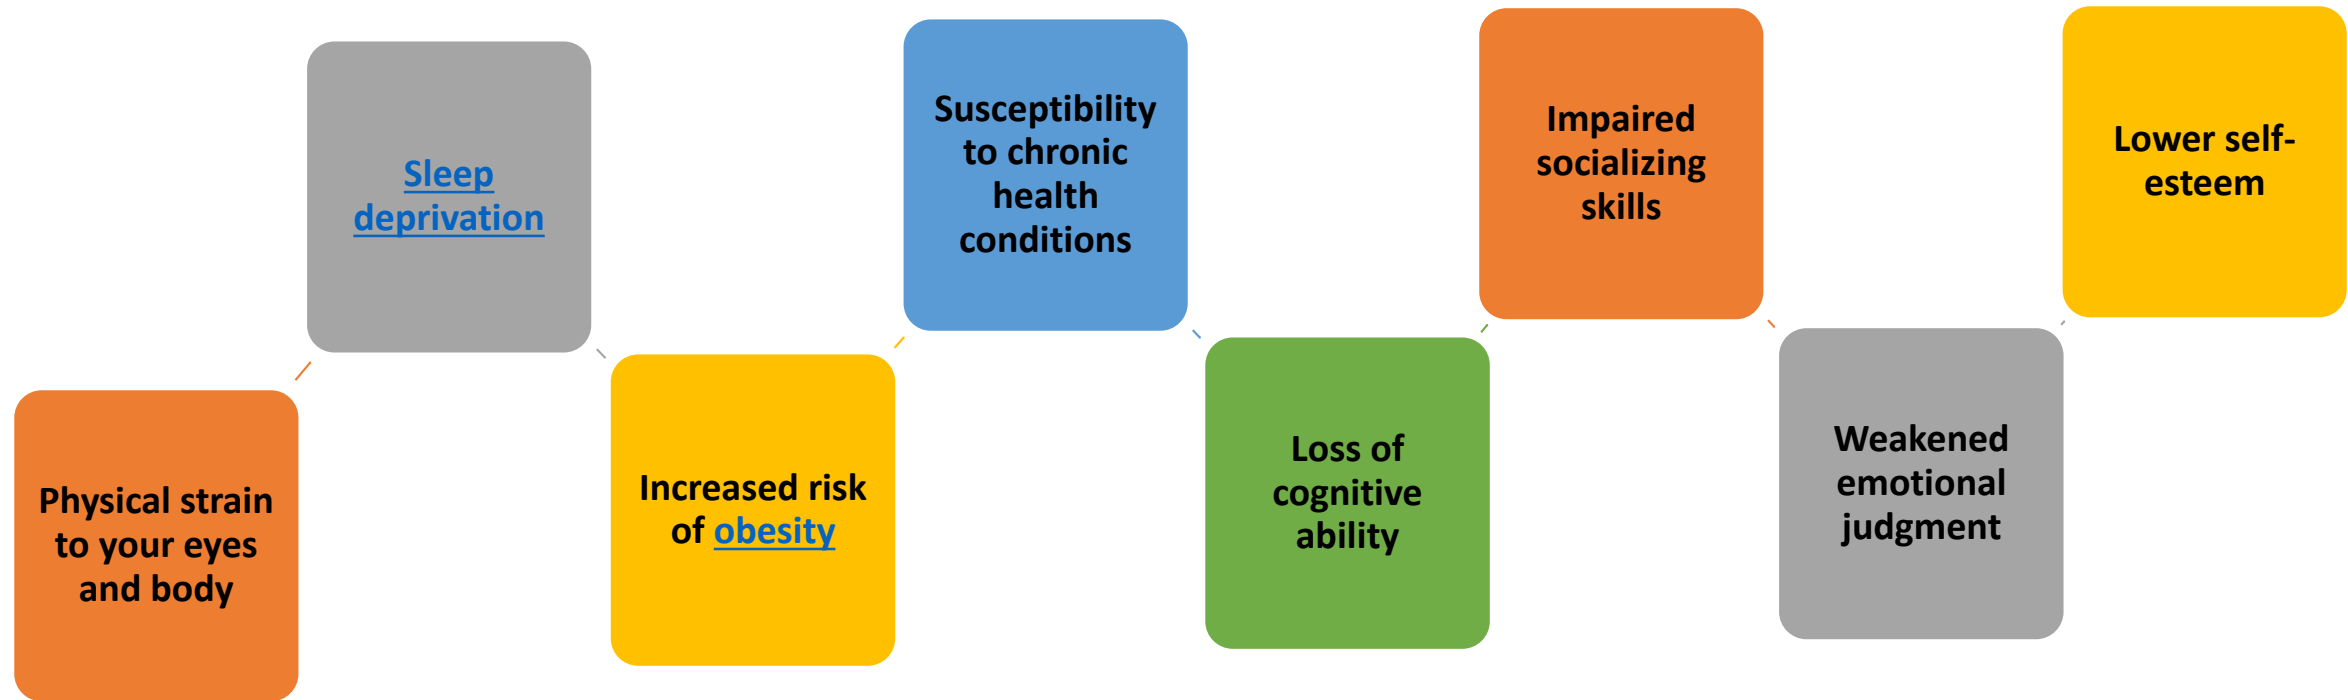 Physical strain
to your eyes
and body
Sleep
deprivation
Increased risk
of obesity
Susceptibility
to chronic
health
conditions
Loss of
cognitive
ability
Impaired
socializing
skills
Weakened
emotional
judgment
Lower self-
esteem